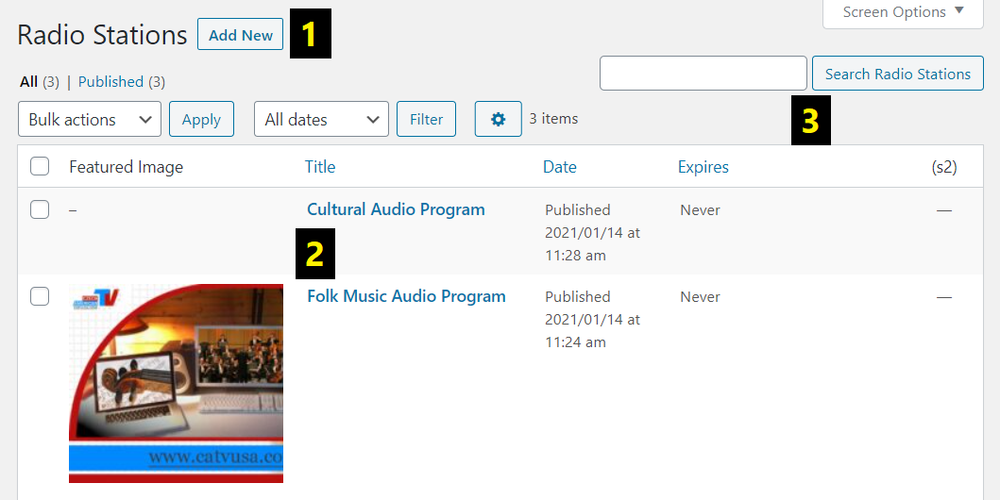 Screen Options ▼
Radio Stations Add New 1
All (3) | Published (3)
Search Radio Stations
Bulk actions Apply All dates Filter 3 items
3
Featured Image Title Date Expires (s2)
– Cultural Audio Program Published Never —
2021/01/14 at
11:28 am
2
TV
Folk Music Audio Program Published Never —
2021/01/14 at
11:24 am
www.catvusa.co